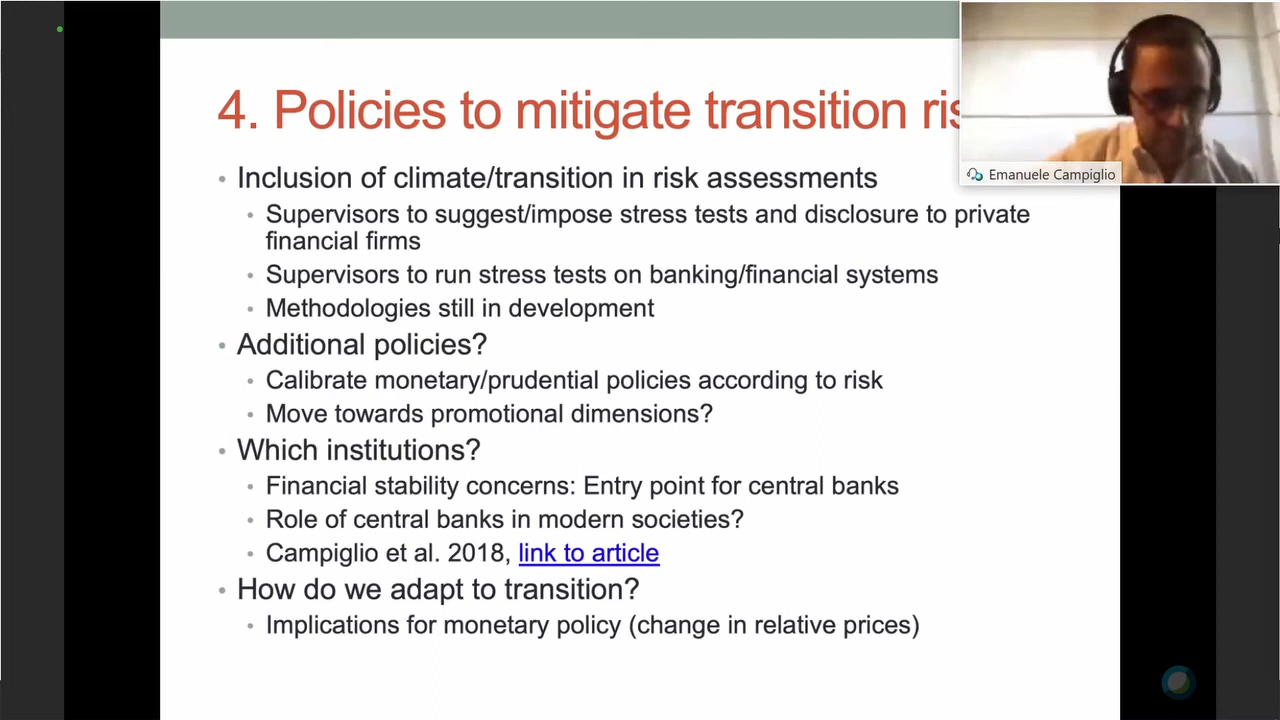 4. Policies to mitigate transition
Emanuele Campiglio
• Inclusion of climate/transition in risk assessments
• Supervisors to suggest/impose stress tests and disclosure to private
financial firms
• Supervisors to run stress tests on banking/financial systems
• Methodologies still in development
• Additional policies?
• Calibrate monetary/prudential policies according to risk
• Move towards promotional dimensions?
• Which institutions?
• Financial stability concerns: Entry point for central banks
• Role of central banks in modern societies?
• Campiglio et al. 2018, link to article
• How do we adapt to transition?
• Implications for monetary policy (change in relative prices)